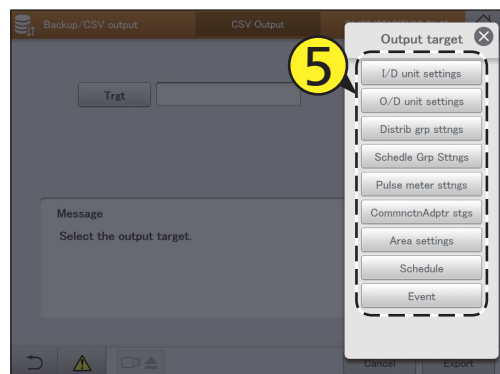 Backup/CSV output
CSV Output
Output target
5
I/D unit settings
O/D unit settings
Distrib grp sttngs
Schedle Grp Sttngs
Pulse meter sttngs
CommnctnAdptr stgs
Area settings
Schedule
Event
Trgt
Message
Select the output target.
Cancel
Export